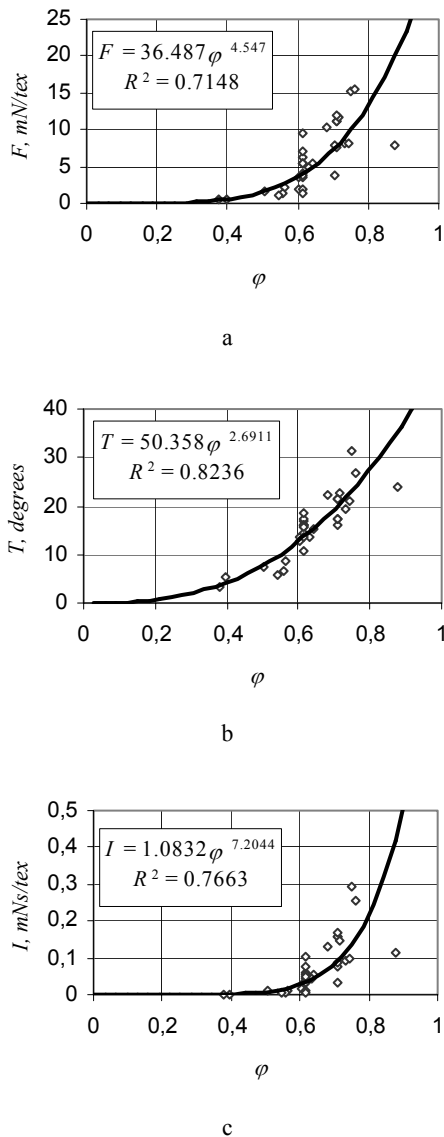 25
20
15
10
5
0
F, mN/tex
F = 36.487φ^4.547
R² = 0.7148
0 0,2 0,4 0,6 0,8 1
φ
a
40
30
20
10
0
T, degrees
T = 50.358φ^2.6911
R² = 0.8236
0 0,2 0,4 0,6 0,8 1
φ
b
0,5
0,4
0,3
0,2
0,1
0
I, mNs/tex
I = 1.0832φ^7.2044
R² = 0.7663
0 0,2 0,4 0,6 0,8 1
φ
c